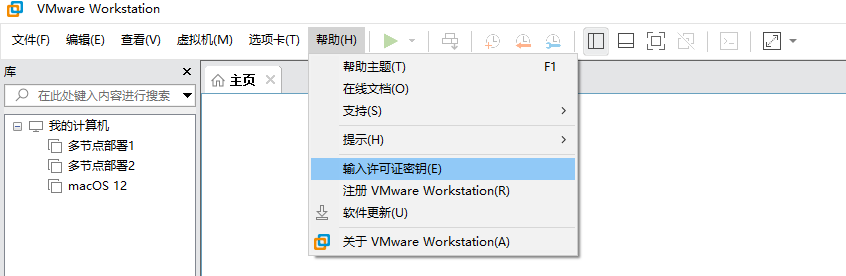 VMware Workstation
文件(F) 编辑(E) 查看(V) 虚拟机(M) 选项卡(T) 帮助(H)
库
主页
在此处键入内容进行搜索
我的计算机
多节点部署1
多节点部署2
macOS 12
帮助主题(T) F1
在线文档(O)
支持(S)
提示(H)
输入许可证密钥(E)
注册 VMware Workstation(R)
软件更新(U)
关于 VMware Workstation(A)